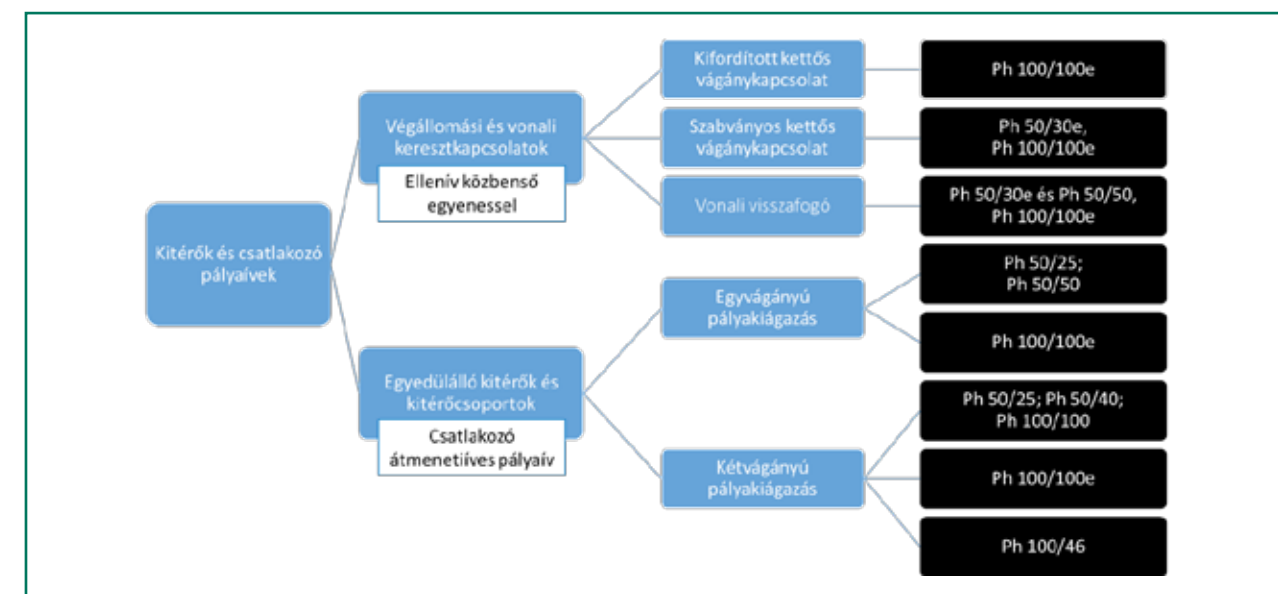 Kitérők és csatlakozó
pályaívek
Végállomási és vonali
keresztkapcsolatok
Ellenív közbenső
egyenessel
Kifordított kettős
vágánykapcsolat
Ph 100/100e
Szabványos kettős
vágánykapcsolat
Ph 50/30e,
Ph 100/100e
Vonali visszafogó
Ph 50/30e és Ph 50/50,
Ph 100/100e
Egyedülálló kitérők és
kitérőcsoportok
Csatlakozó
átmenetiíves pályaív
Egyvágányú
pályakiágazás
Ph 50/25;
Ph 50/50
Ph 100/100e
Kétvágányú
pályakiágazás
Ph 50/25; Ph 50/40;
Ph 100/100
Ph 100/100e
Ph 100/46